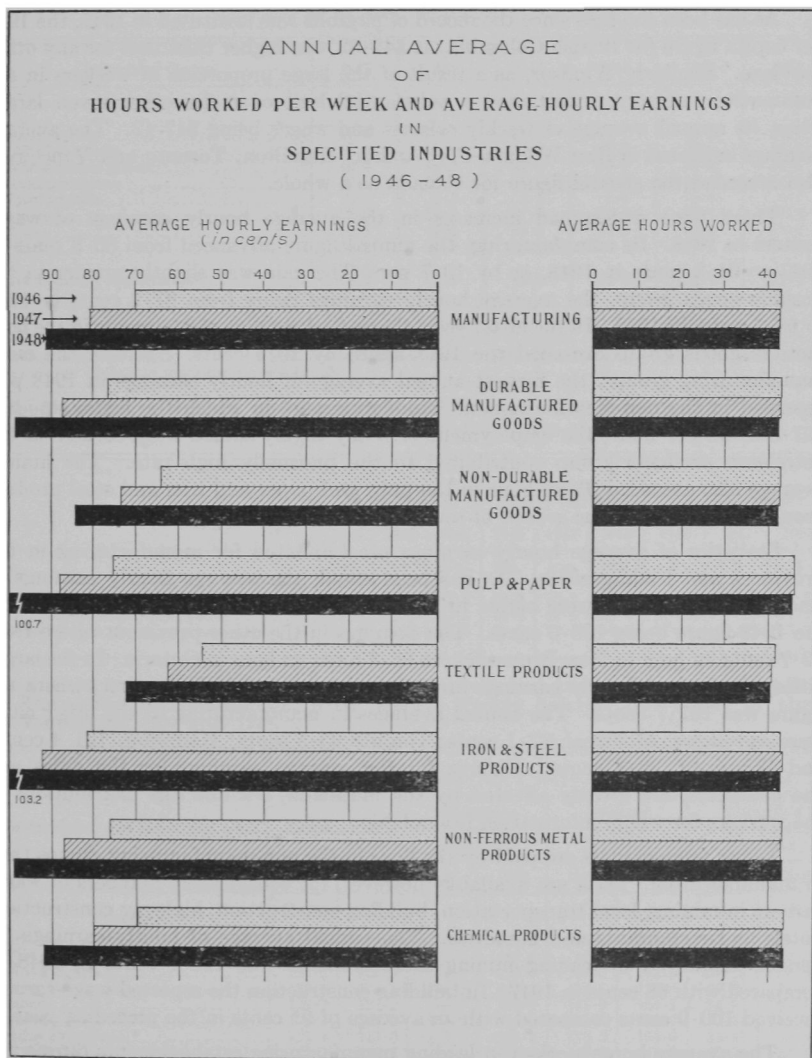 ANNUAL AVERAGE
OF
HOURS WORKED PER WEEK AND AVERAGE HOURLY EARNINGS
IN
SPECIFIED INDUSTRIES
(1946-48)
AVERAGE HOURLY EARNINGS
(in cents)
90 80 70 60 50 40 30 20 10 0
AVERAGE HOURS WORKED
0 10 20 30 40
1946
1947
1948
MANUFACTURING
DURABLE
MANUFACTURED
GOODS
NON-DURABLE
MANUFACTURED
GOODS
PULP & PAPER
100.7
TEXTILE PRODUCTS
IRON & STEEL
PRODUCTS
103.2
NON-FERROUS METAL
PRODUCTS
CHEMICAL PRODUCTS